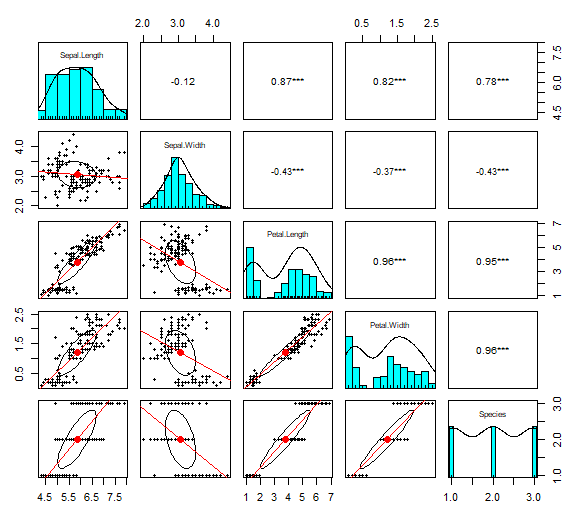 2.0 3.0 4.0 0.5 1.5 2.5
Sepal.Length -0.12 0.87*** 0.82*** 0.78*** 4.5 6.0 7.5
2.0 3.0 4.0 Sepal.Width -0.43*** -0.37*** -0.43***
Petal.Length 0.96*** 0.95*** 1 3 5 7
0.5 1.5 2.5 Petal.Width 0.96***
Species 1.0 2.0 3.0
4.5 5.5 6.5 7.5 1 2 3 4 5 6 7 1.0 2.0 3.0